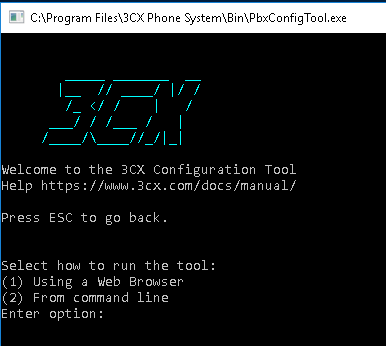 C:\Program Files\3CX Phone System\Bin\PbxConfigTool.exe
3CX
Welcome to the 3CX Configuration Tool
Help https://www.3cx.com/docs/manual/
Press ESC to go back.
Select how to run the tool:
(1) Using a Web Browser
(2) From command line
Enter option: